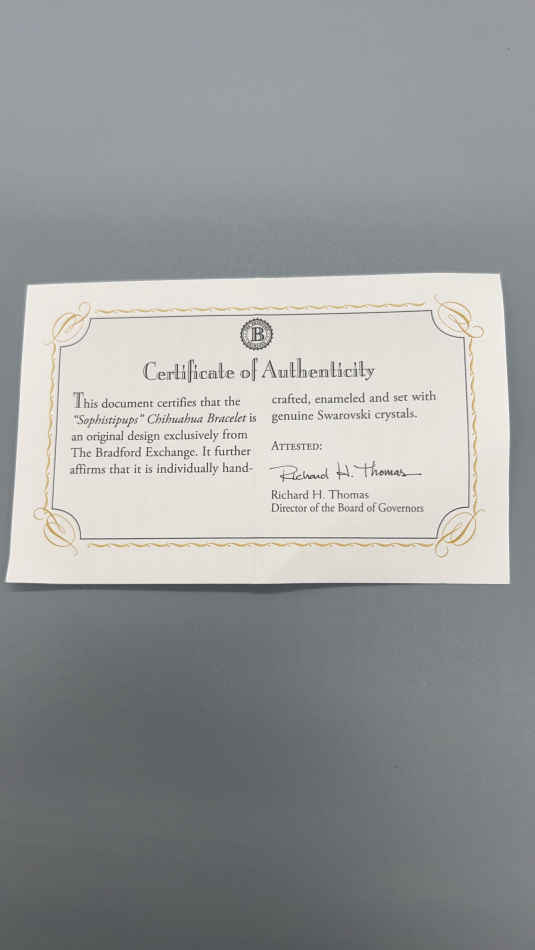 B
Certificate of Authenticity
This document certifies that the
"Sophistipups" Chihuahua Bracelet is
an original design exclusively from
The Bradford Exchange. It further
affirms that it is individually hand-
crafted, enameled and set with
genuine Swarovski crystals.
ATTESTED:
Richard H. Thomas
Richard H. Thomas
Director of the Board of Governors